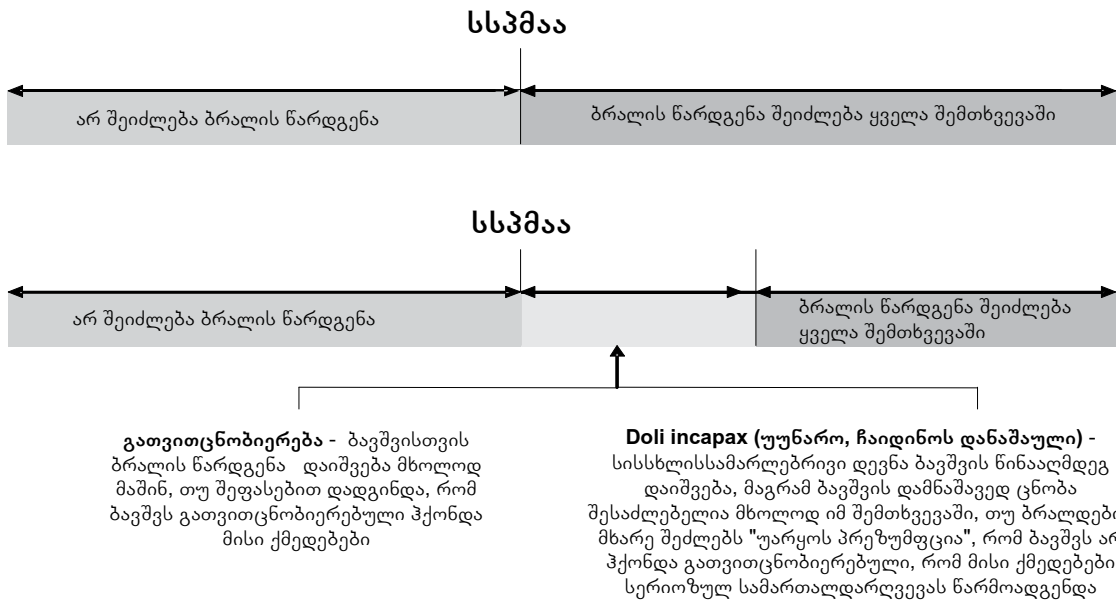 სსპმაა
არ შეიძლება ბრალის წარდგენა
ბრალის წარდგენა შეიძლება ყველა შემთხვევაში
სსპმაა
არ შეიძლება ბრალის წარდგენა
ბრალის წარდგენა შეიძლება
ყველა შემთხვევაში
გათვითცნობიერება - ბავშვისთვის
ბრალის წარდგენა დაიშვება მხოლოდ
მაშინ, თუ შეფასებით დადგინდა, რომ
ბავშვს გათვითცნობიერებული ჰქონდა
მისი ქმედებები
Doli incapax (უუნარო, ჩაიდინოს დანაშაული) -
სისსხლისსამარლებრივი დევნა ბავშვის წინააღმდეგ
დაიშვება, მაგრამ ბავშვის დამნაშავედ ცნობა
შესაძლებელია მხოლოდ იმ შემთხვევაში, თუ ბრალდები
მხარე შეძლებს "უარყოს პრეზუმფცია", რომ ბავშვს არ
ჰქონდა გათვითცნობიერებული, რომ მისი ქმედებები
სერიოზულ სამართალდარღვევას წარმოადგენდა